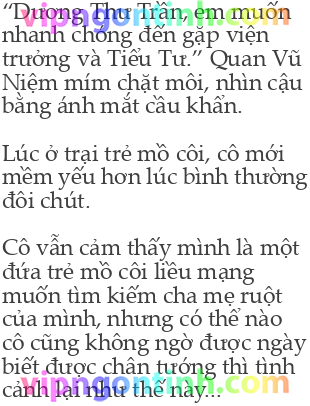 “Dương Thư Trần, em muốn
nhanh chóng đến gặp viện
trưởng và Tiểu Tư.” Quan Vũ
Niệm mím chặt môi, nhìn cậu
bằng ánh mắt cầu khẩn.
Lúc ở trại trẻ mồ côi, cô mới
mềm yếu hơn lúc bình thường
đôi chút.
Cô vẫn cảm thấy mình là một
đứa trẻ mồ côi liều mạng
muốn tìm kiếm cha mẹ ruột
của mình, nhưng có thể nào
cô cũng không ngờ được ngày
biết được chân tướng thì tình
cảnh lại như thế này...
vipngontinh.com
vipngontinh.com